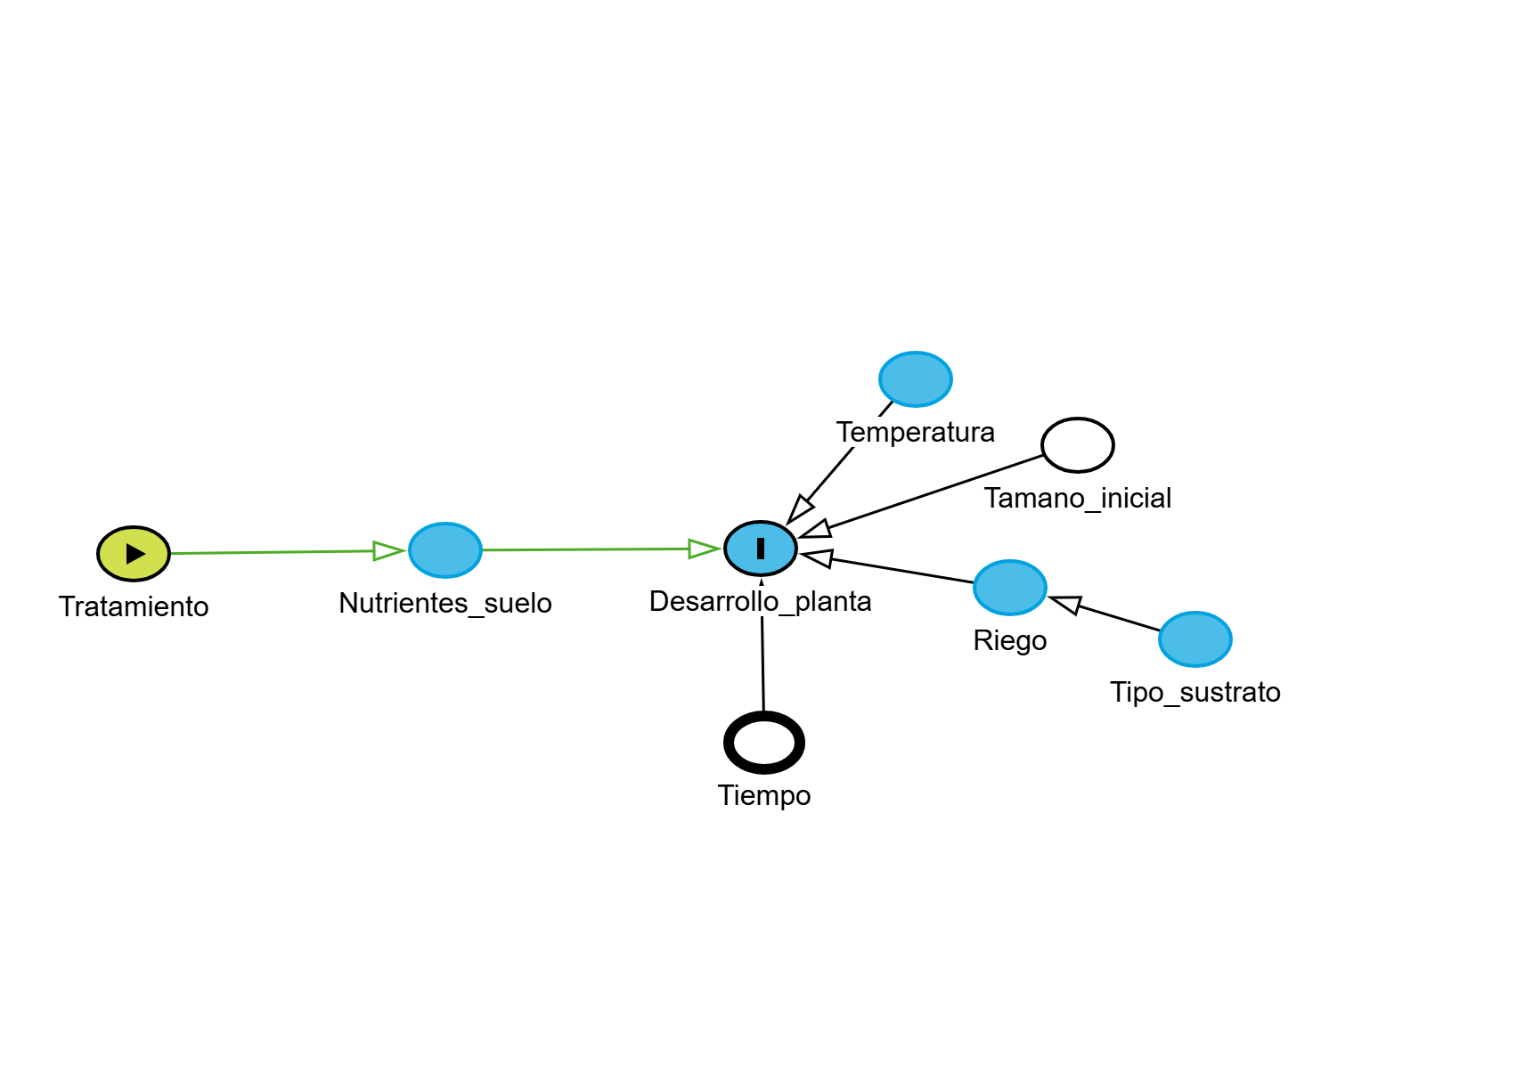 Temperatura
Tamano_inicial
Tratamiento
Nutrientes_suelo
Desarrollo_planta
Riego
Tipo_sustrato
Tiempo